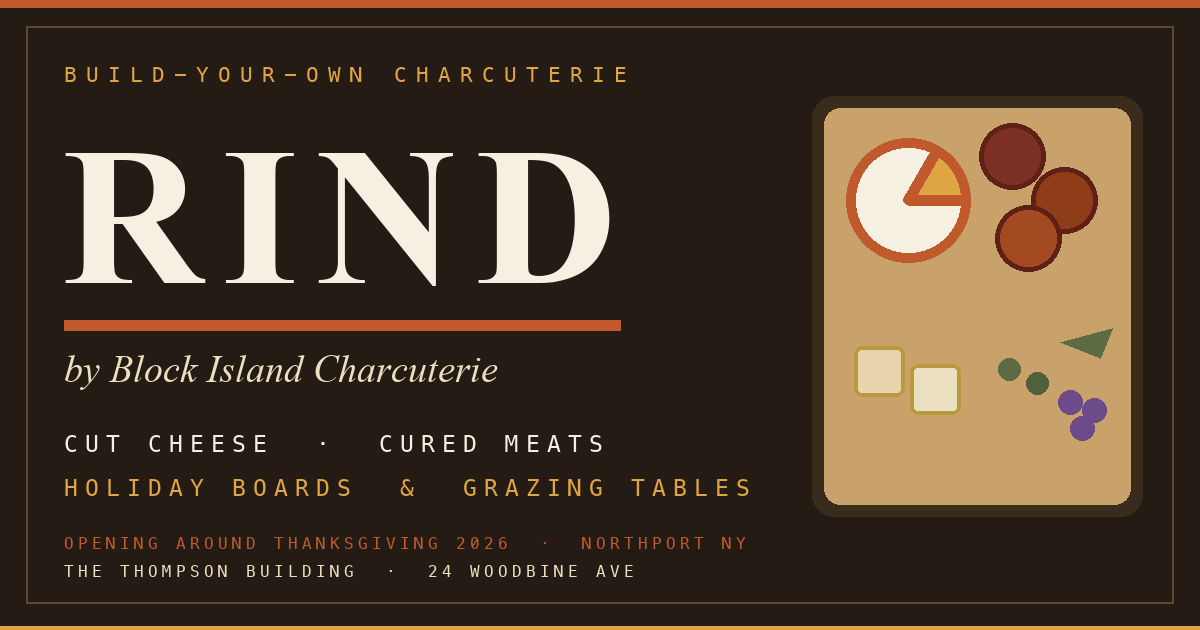 BUILD–YOUR–OWN CHARCUTERIE
RIND
by Block Island Charcuterie
CUT CHEESE · CURED MEATS
HOLIDAY BOARDS & GRAZING TABLES
OPENING AROUND THANKSGIVING 2026 · NORTHPORT NY
THE THOMPSON BUILDING · 24 WOODBINE AVE